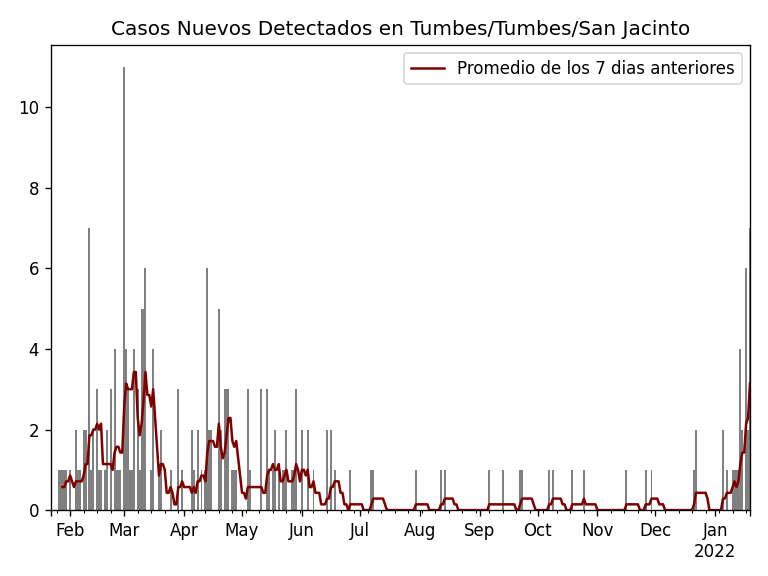 Casos Nuevos Detectados en Tumbes/Tumbes/San Jacinto
Promedio de los 7 dias anteriores
10
8
6
4
2
0
Feb Mar Apr May Jun Jul Aug Sep Oct Nov Dec Jan
2022